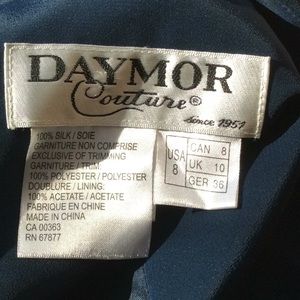 DAYMOR
Couture®
since 1951
100% SILK / SOIE
GARNITURE NON COMPRISE
EXCLUSIVE OF TRIMMING
GARNITURE / TRIM:
100% POLYESTER / POLYESTER
DOUBLURE / LINING:
100% ACETATE / ACETATE
FABRIQUE EN CHINE
MADE IN CHINA
CA 00363
RN 67877
USA
8
CAN 8
UK 10
GER 36